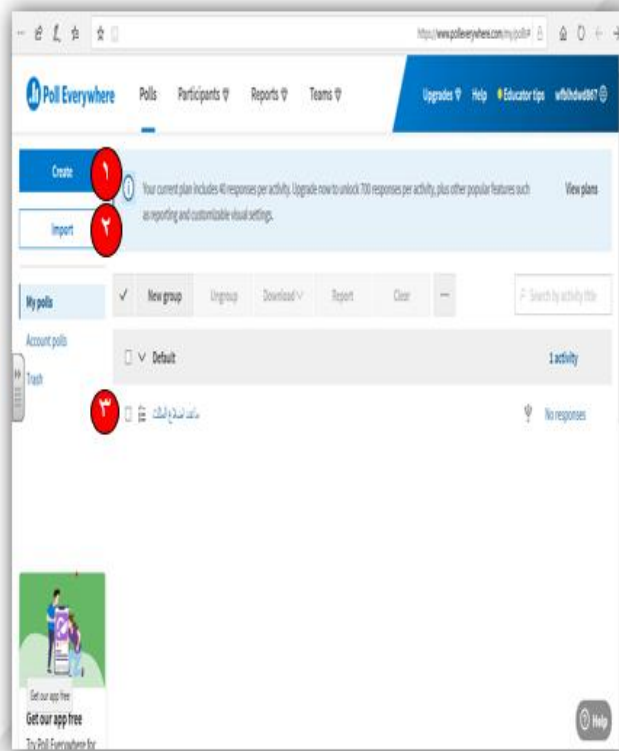 https://www.polleverywhere.com/my/polls#
Poll Everywhere
Polls Participants Reports Teams Upgrades Help Educator tips wfblhdwd867
Create ١
Import ٢
Your current plan includes 40 responses per activity. Upgrade now to unlock 700 responses per activity, plus other popular features such
as reporting and customizable visual settings.
View plans
My polls
Account polls
Trash
New group Ungroup Download Report Clear ...
Search by activity title
Default 1 activity
٣ ماعدد اضلاع المثلث No responses
Get our app free
Get our app free
Try Poll Everywhere for
Help